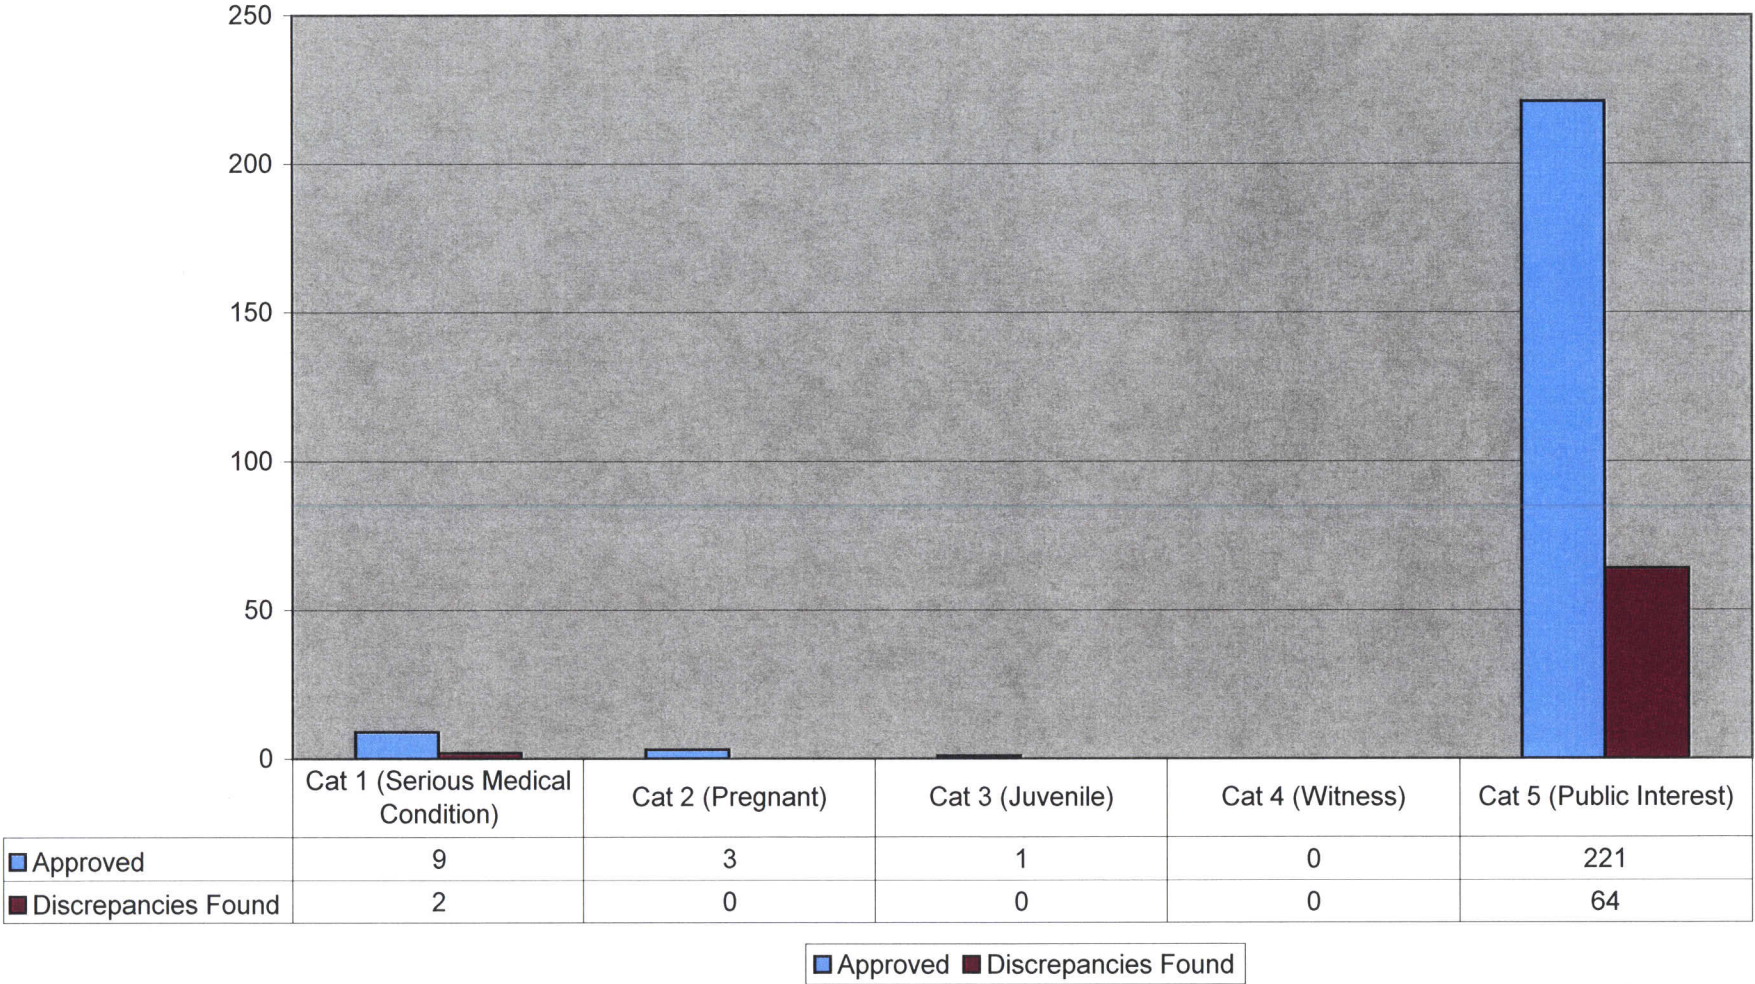 250
200
150
100
50
0
Cat 1 (Serious Medical
Condition)
Cat 2 (Pregnant)
Cat 3 (Juvenile)
Cat 4 (Witness)
Cat 5 (Public Interest)
Approved 9 3 1 0 221
Discrepancies Found 2 0 0 0 64
Approved Discrepancies Found